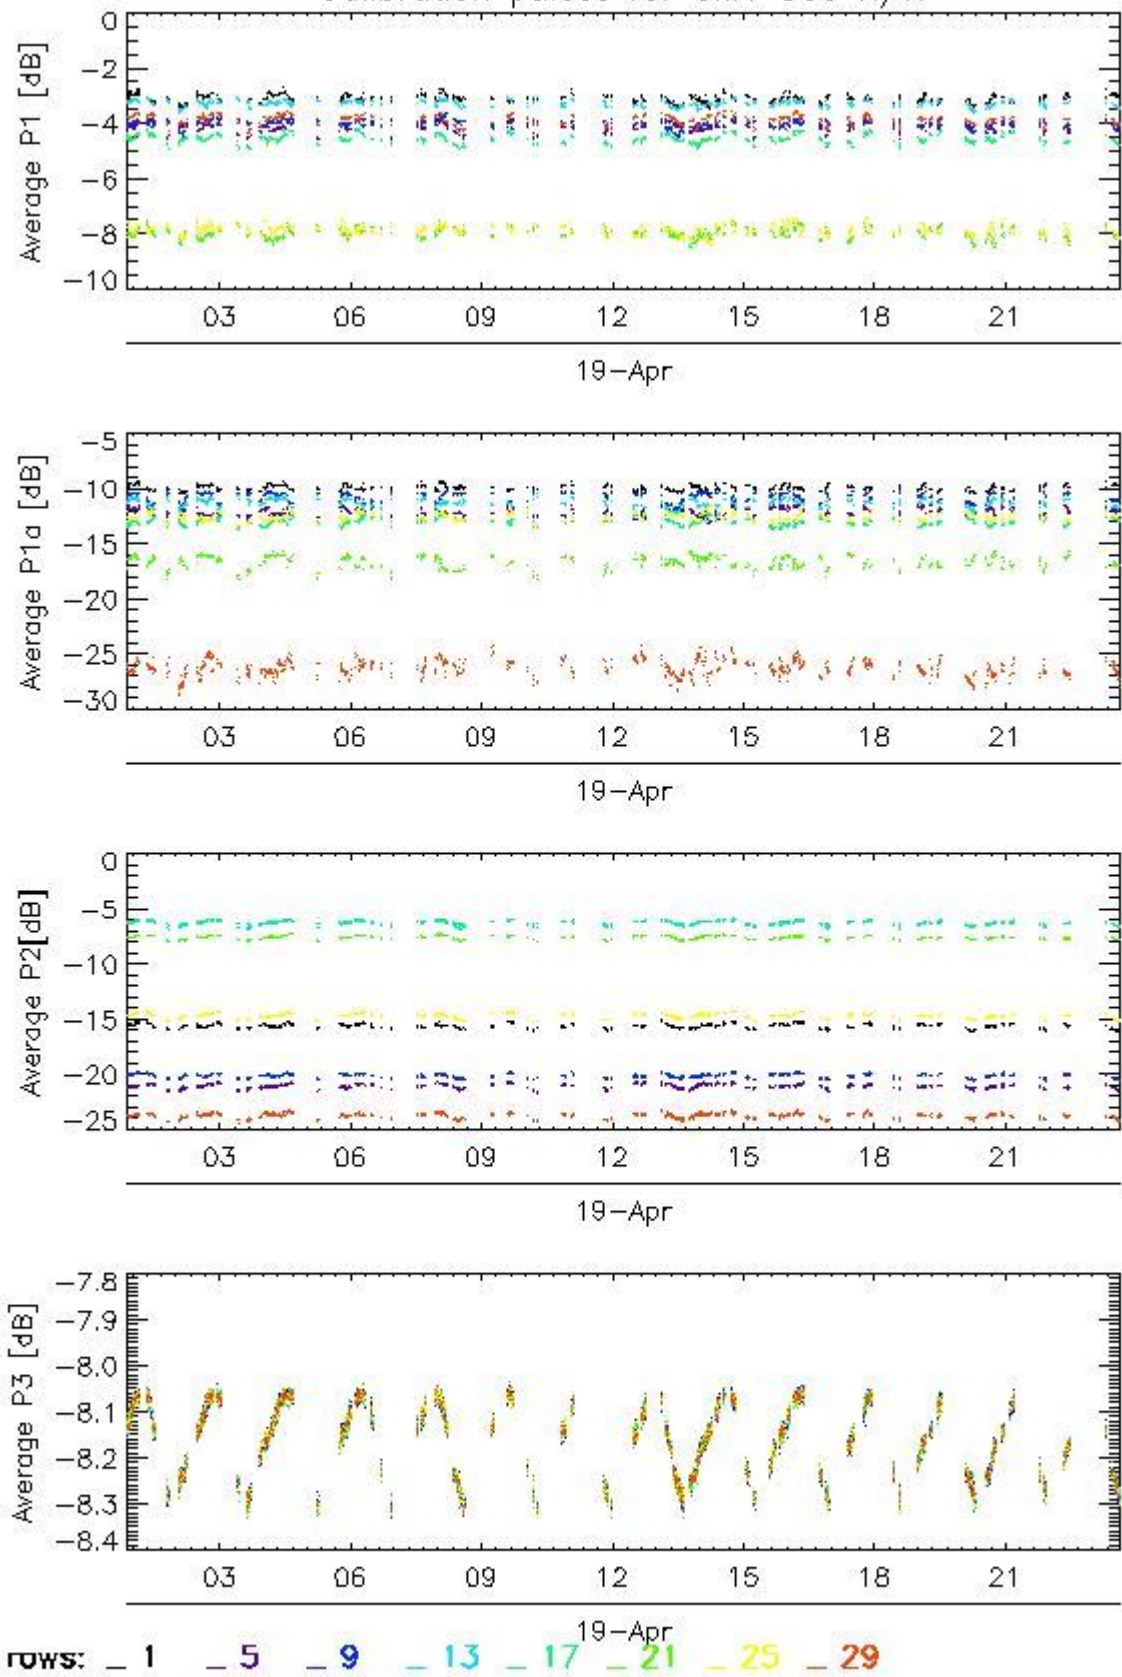 Average P1 [dB]
0
-2
-4
-6
-8
-10
03 06 09 12 15 18 21
19-Apr
Average P1a [dB]
-5
-10
-15
-20
-25
-30
03 06 09 12 15 18 21
19-Apr
Average P2[dB]
0
-5
-10
-15
-20
-25
03 06 09 12 15 18 21
19-Apr
Average P3 [dB]
-7.8
-7.9
-8.0
-8.1
-8.2
-8.3
-8.4
03 06 09 12 15 18 21
19-Apr
rows: _ 1 _ 5 _ 9 _ 13 _ 17 _ 21 _ 25 _ 29